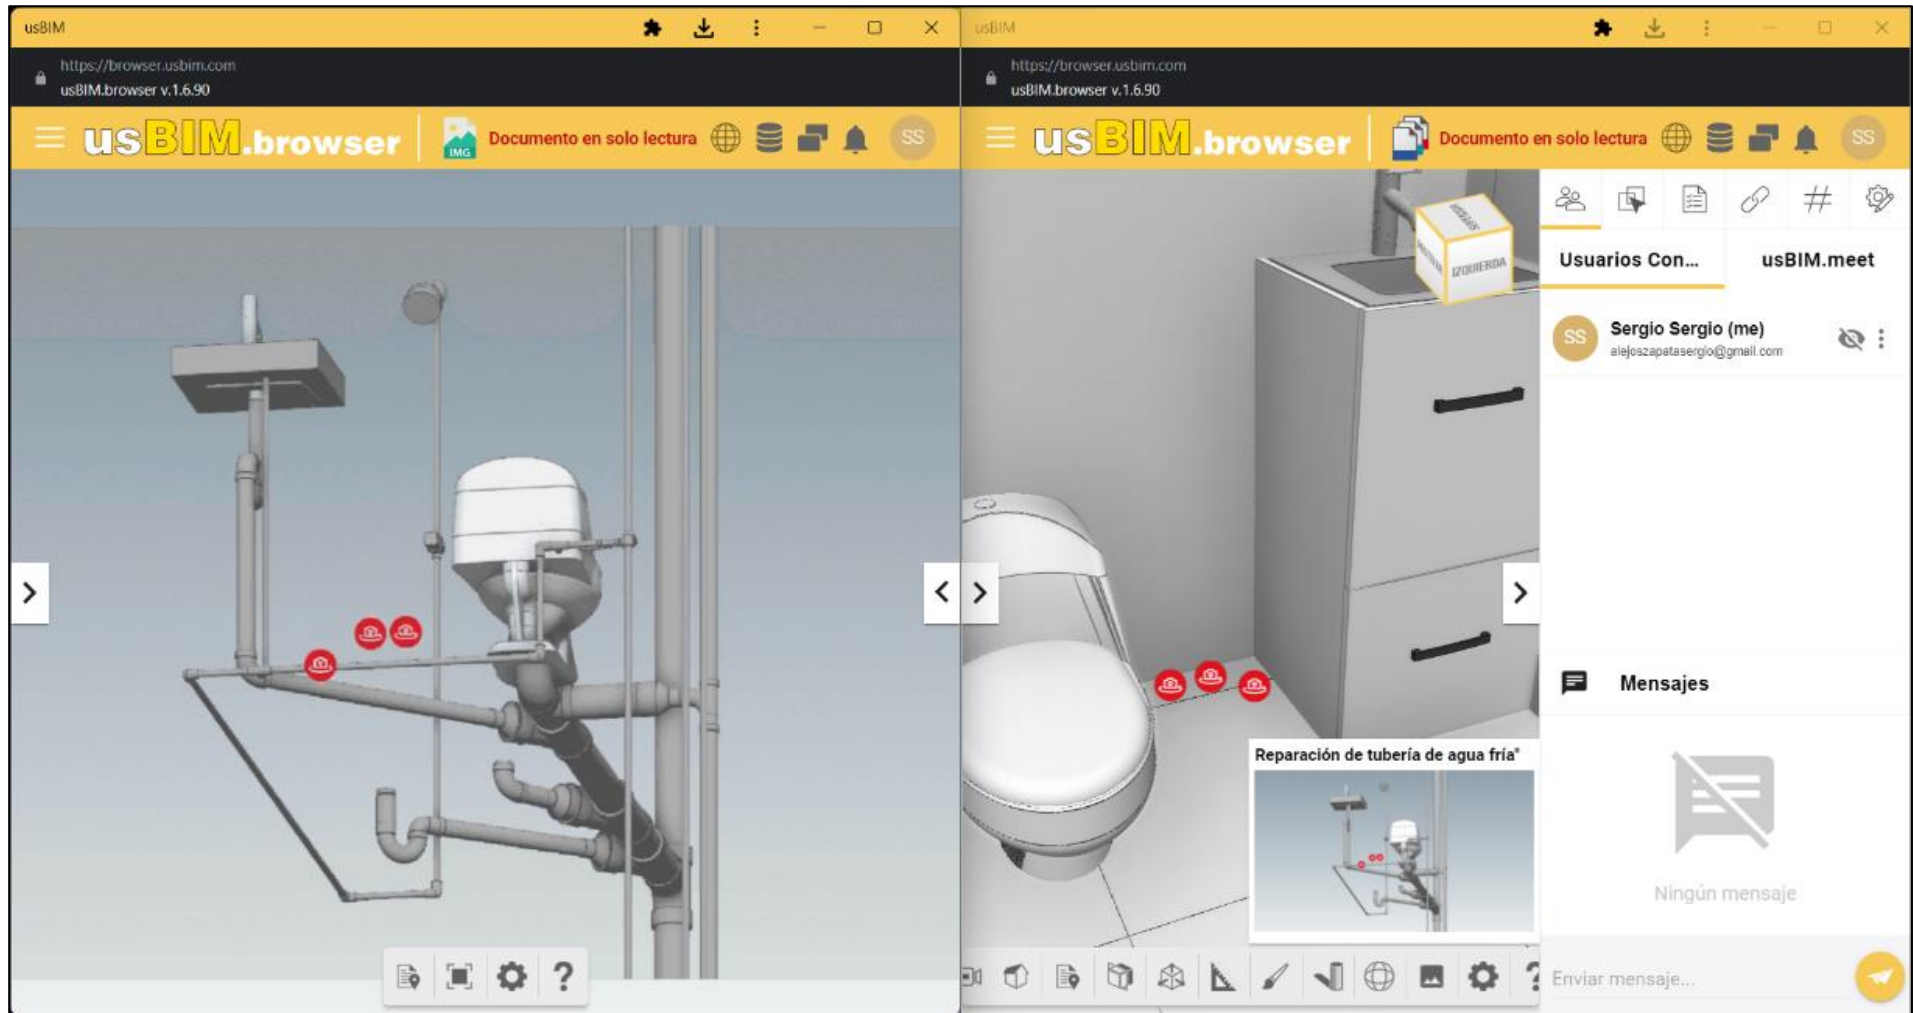 usBIM
https://browser.usbim.com
usBIM.browser v.1.6.90
usBIM.browser
IMG
Documento en solo lectura
SS
usBIM
https://browser.usbim.com
usBIM.browser v.1.6.90
usBIM.browser
Documento en solo lectura
SS
IZQUIERDA
Usuarios Con...
usBIM.meet
SS
Sergio Sergio (me)
alejoszapatasergio@gmail.com
Mensajes
Reparación de tubería de agua fría"
Ningún mensaje
Enviar mensaje...